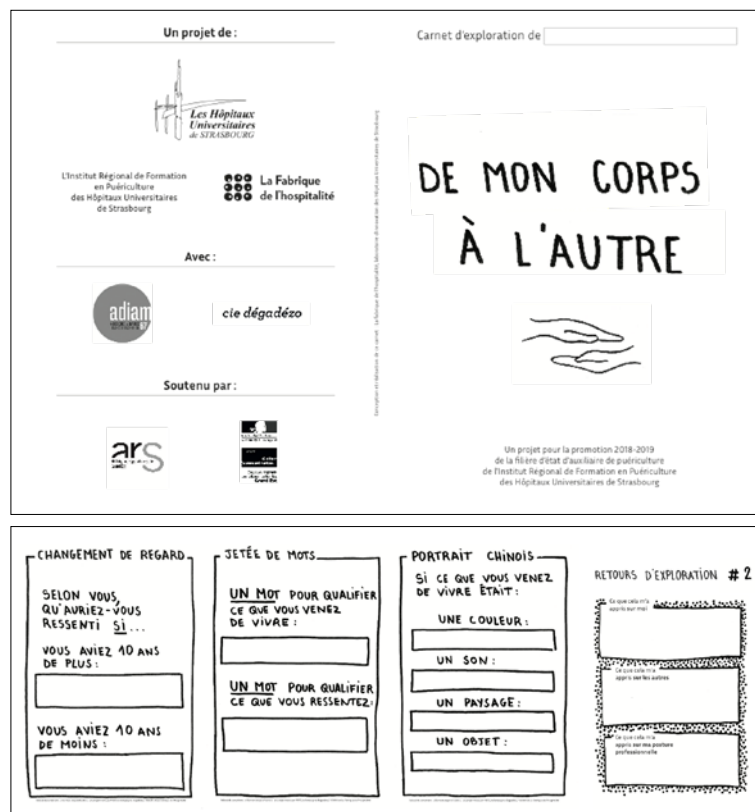 Un projet de :
Les Hôpitaux
Universitaires
de STRASBOURG
L'Institut Régional de Formation
en Puériculture
des Hôpitaux Universitaires
de Strasbourg
La Fabrique
de l'hospitalité
Avec :
adiam
67
cie dégadézo
Soutenu par :
ars
Carnet d'exploration de
DE MON CORPS
À L'AUTRE
Un projet pour la promotion 2018-2019
de la filière d'état d'auxiliaire de puériculture
de l'Institut Régional de Formation en Puériculture
des Hôpitaux Universitaires de Strasbourg
CHANGEMENT DE REGARD
SELON VOUS,
QU'AURIEZ-VOUS
RESSENTI SI...
VOUS AVIEZ 10 ANS
DE PLUS :
VOUS AVIEZ 10 ANS
DE MOINS :
JETÉE DE MOTS
UN MOT POUR QUALIFIER
CE QUE VOUS VENEZ
DE VIVRE :
UN MOT POUR QUALIFIER
CE QUE VOUS RESSENTEZ :
PORTRAIT CHINOIS
SI CE QUE VOUS VENEZ
DE VIVRE ÉTAIT :
UNE COULEUR :
UN SON :
UN PAYSAGE :
UN OBJET :
RETOURS D'EXPLORATION #2
Ce que cela m'a
appris sur moi
Ce que cela m'a
appris sur les autres
Ce que cela m'a
appris sur ma posture
professionnelle